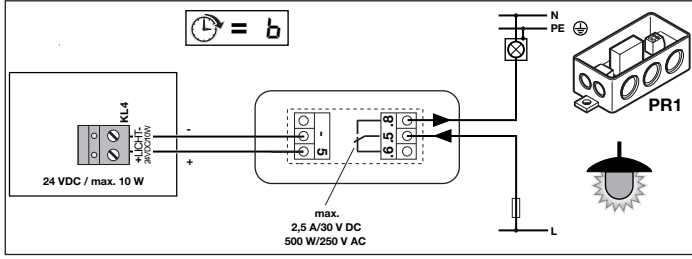 = b
N
PE
PR1
KL4
+LICHT-
24VDC/10W
-
+
24 VDC / max. 10 W
-
5
.8
.5
.6
max.
2,5 A/30 V DC
500 W/250 V AC
L